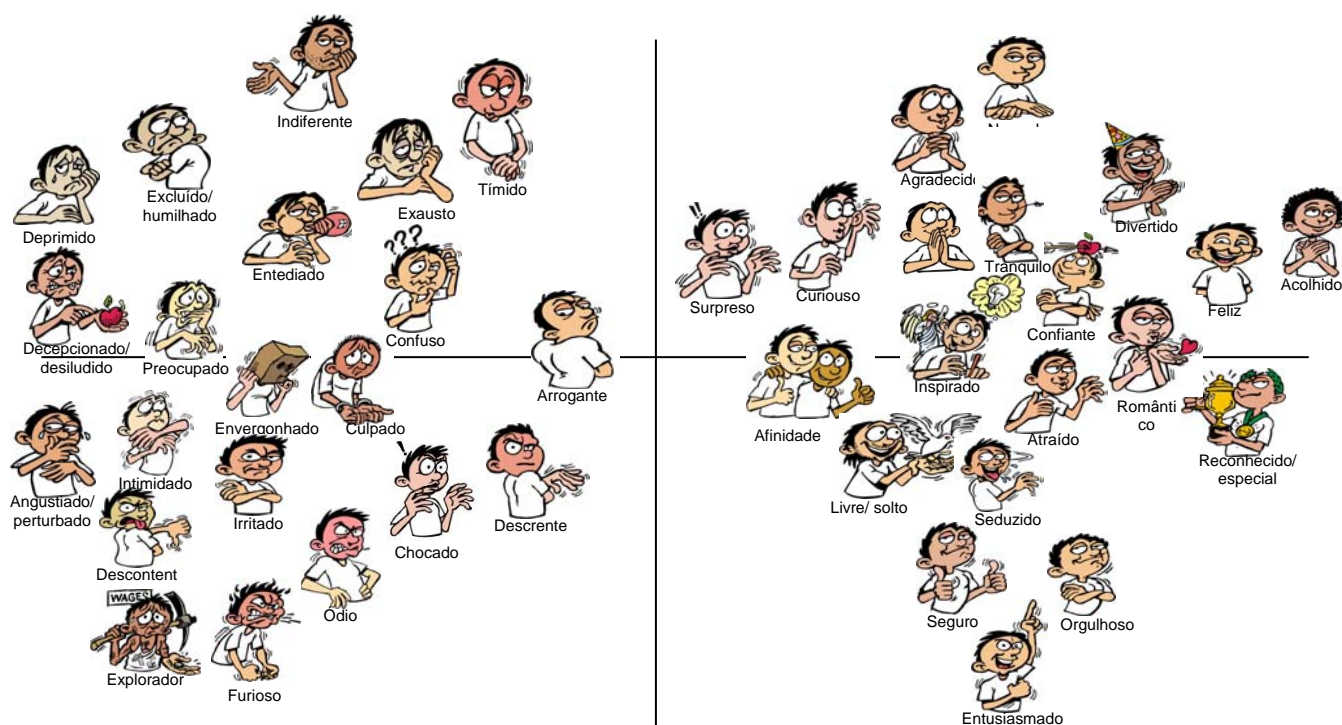 Indiferente
Tímido
Excluído/
humilhado
Exausto
Deprimido
Entediado
???
Confuso
Decepcionado/
desiludido
Preocupado
Arrogante
Envergonhado
Culpado
!
Angustiado/
perturbado
Intimidado
Irritado
Chocado
Descrente
Descontent
Ódio
WAGES
Explorador
Furioso
Agradecido
Divertido
!!
Surpreso
Curiouso
Tranquilo
Feliz
Acolhido
Confiante
Inspirado
Afinidade
Atraído
Românti
co
Reconhecido/
especial
Livre/ solto
Seduzido
Seguro
Orgulhoso
Entusiasmado